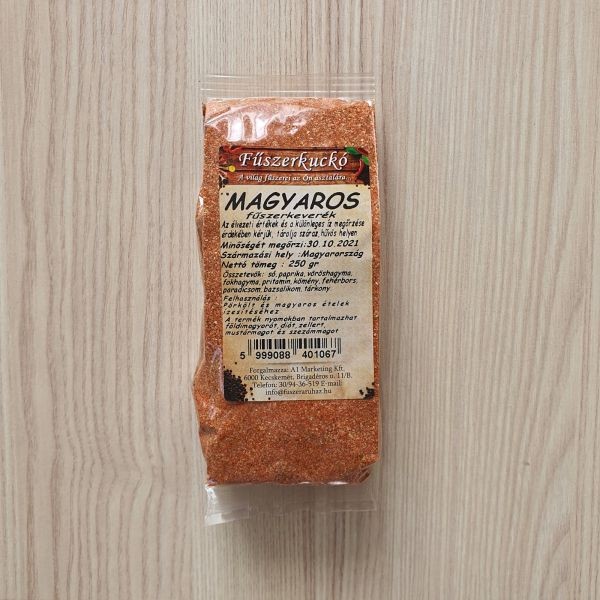 Fűszerkuckó
A világ fűszerei az Ön asztalára...
MAGYAROS
fűszerkeverék
Az élvezeti értékek és a különleges íz megőrzése
érdekében kérjük, tárolja száraz, hűvös helyen
Minőségét megőrzi:30.10.2021
Származási hely :Magyarország
Nettó tömeg : 250 gr
Összetevők: só, paprika, vöröshagyma,
fokhagyma, pritamin, kömény, fehérbors,
paradicsom, bazsalikom, tárkony.
Felhasználás :
Pörkölt és magyaros ételek
ízesítéséhez
A termék nyomokban tartalmazhat
földimogyorót, diót, zellert,
mustármagot és szezámmagot
5 999088 401067
Forgalmazza: A1 Marketing Kft.
6000 Kecskemét, Brigadéros u. 11/B.
Telefon: 30/94-36-519 E-mail:
info@fuszeraruhaz.hu